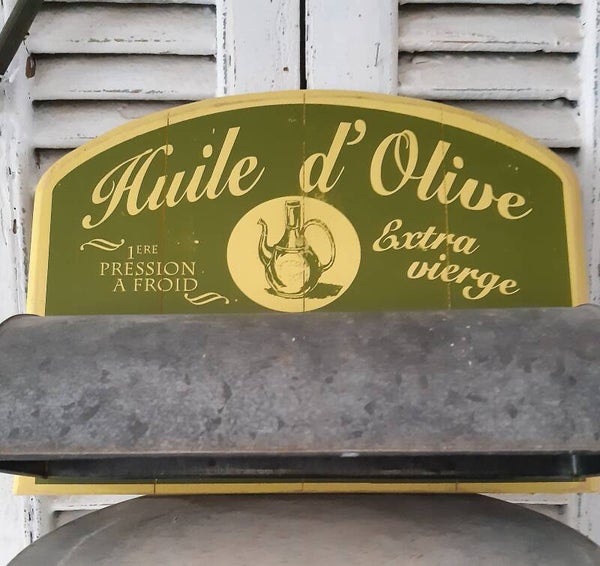 Huile d'Olive
1ERE
PRESSION
A FROID
Extra
vierge